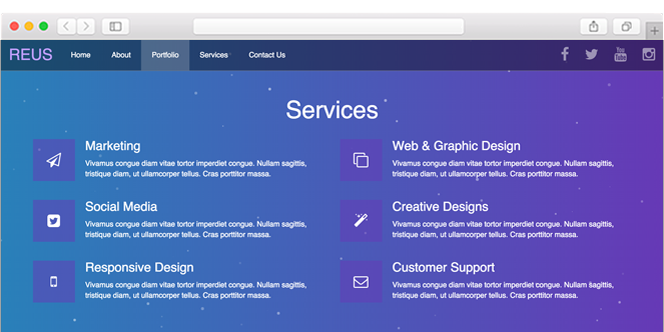 REUS Home About Portfolio Services Contact Us You Tube
Services
Marketing
Vivamus congue diam vitae tortor imperdiet congue. Nullam sagittis,
tristique diam, ut ullamcorper tellus. Cras porttitor massa.
Web & Graphic Design
Vivamus congue diam vitae tortor imperdiet congue. Nullam sagittis,
tristique diam, ut ullamcorper tellus. Cras porttitor massa.
Social Media
Vivamus congue diam vitae tortor imperdiet congue. Nullam sagittis,
tristique diam, ut ullamcorper tellus. Cras porttitor massa.
Creative Designs
Vivamus congue diam vitae tortor imperdiet congue. Nullam sagittis,
tristique diam, ut ullamcorper tellus. Cras porttitor massa.
Responsive Design
Vivamus congue diam vitae tortor imperdiet congue. Nullam sagittis,
tristique diam, ut ullamcorper tellus. Cras porttitor massa.
Customer Support
Vivamus congue diam vitae tortor imperdiet congue. Nullam sagittis,
tristique diam, ut ullamcorper tellus. Cras porttitor massa.